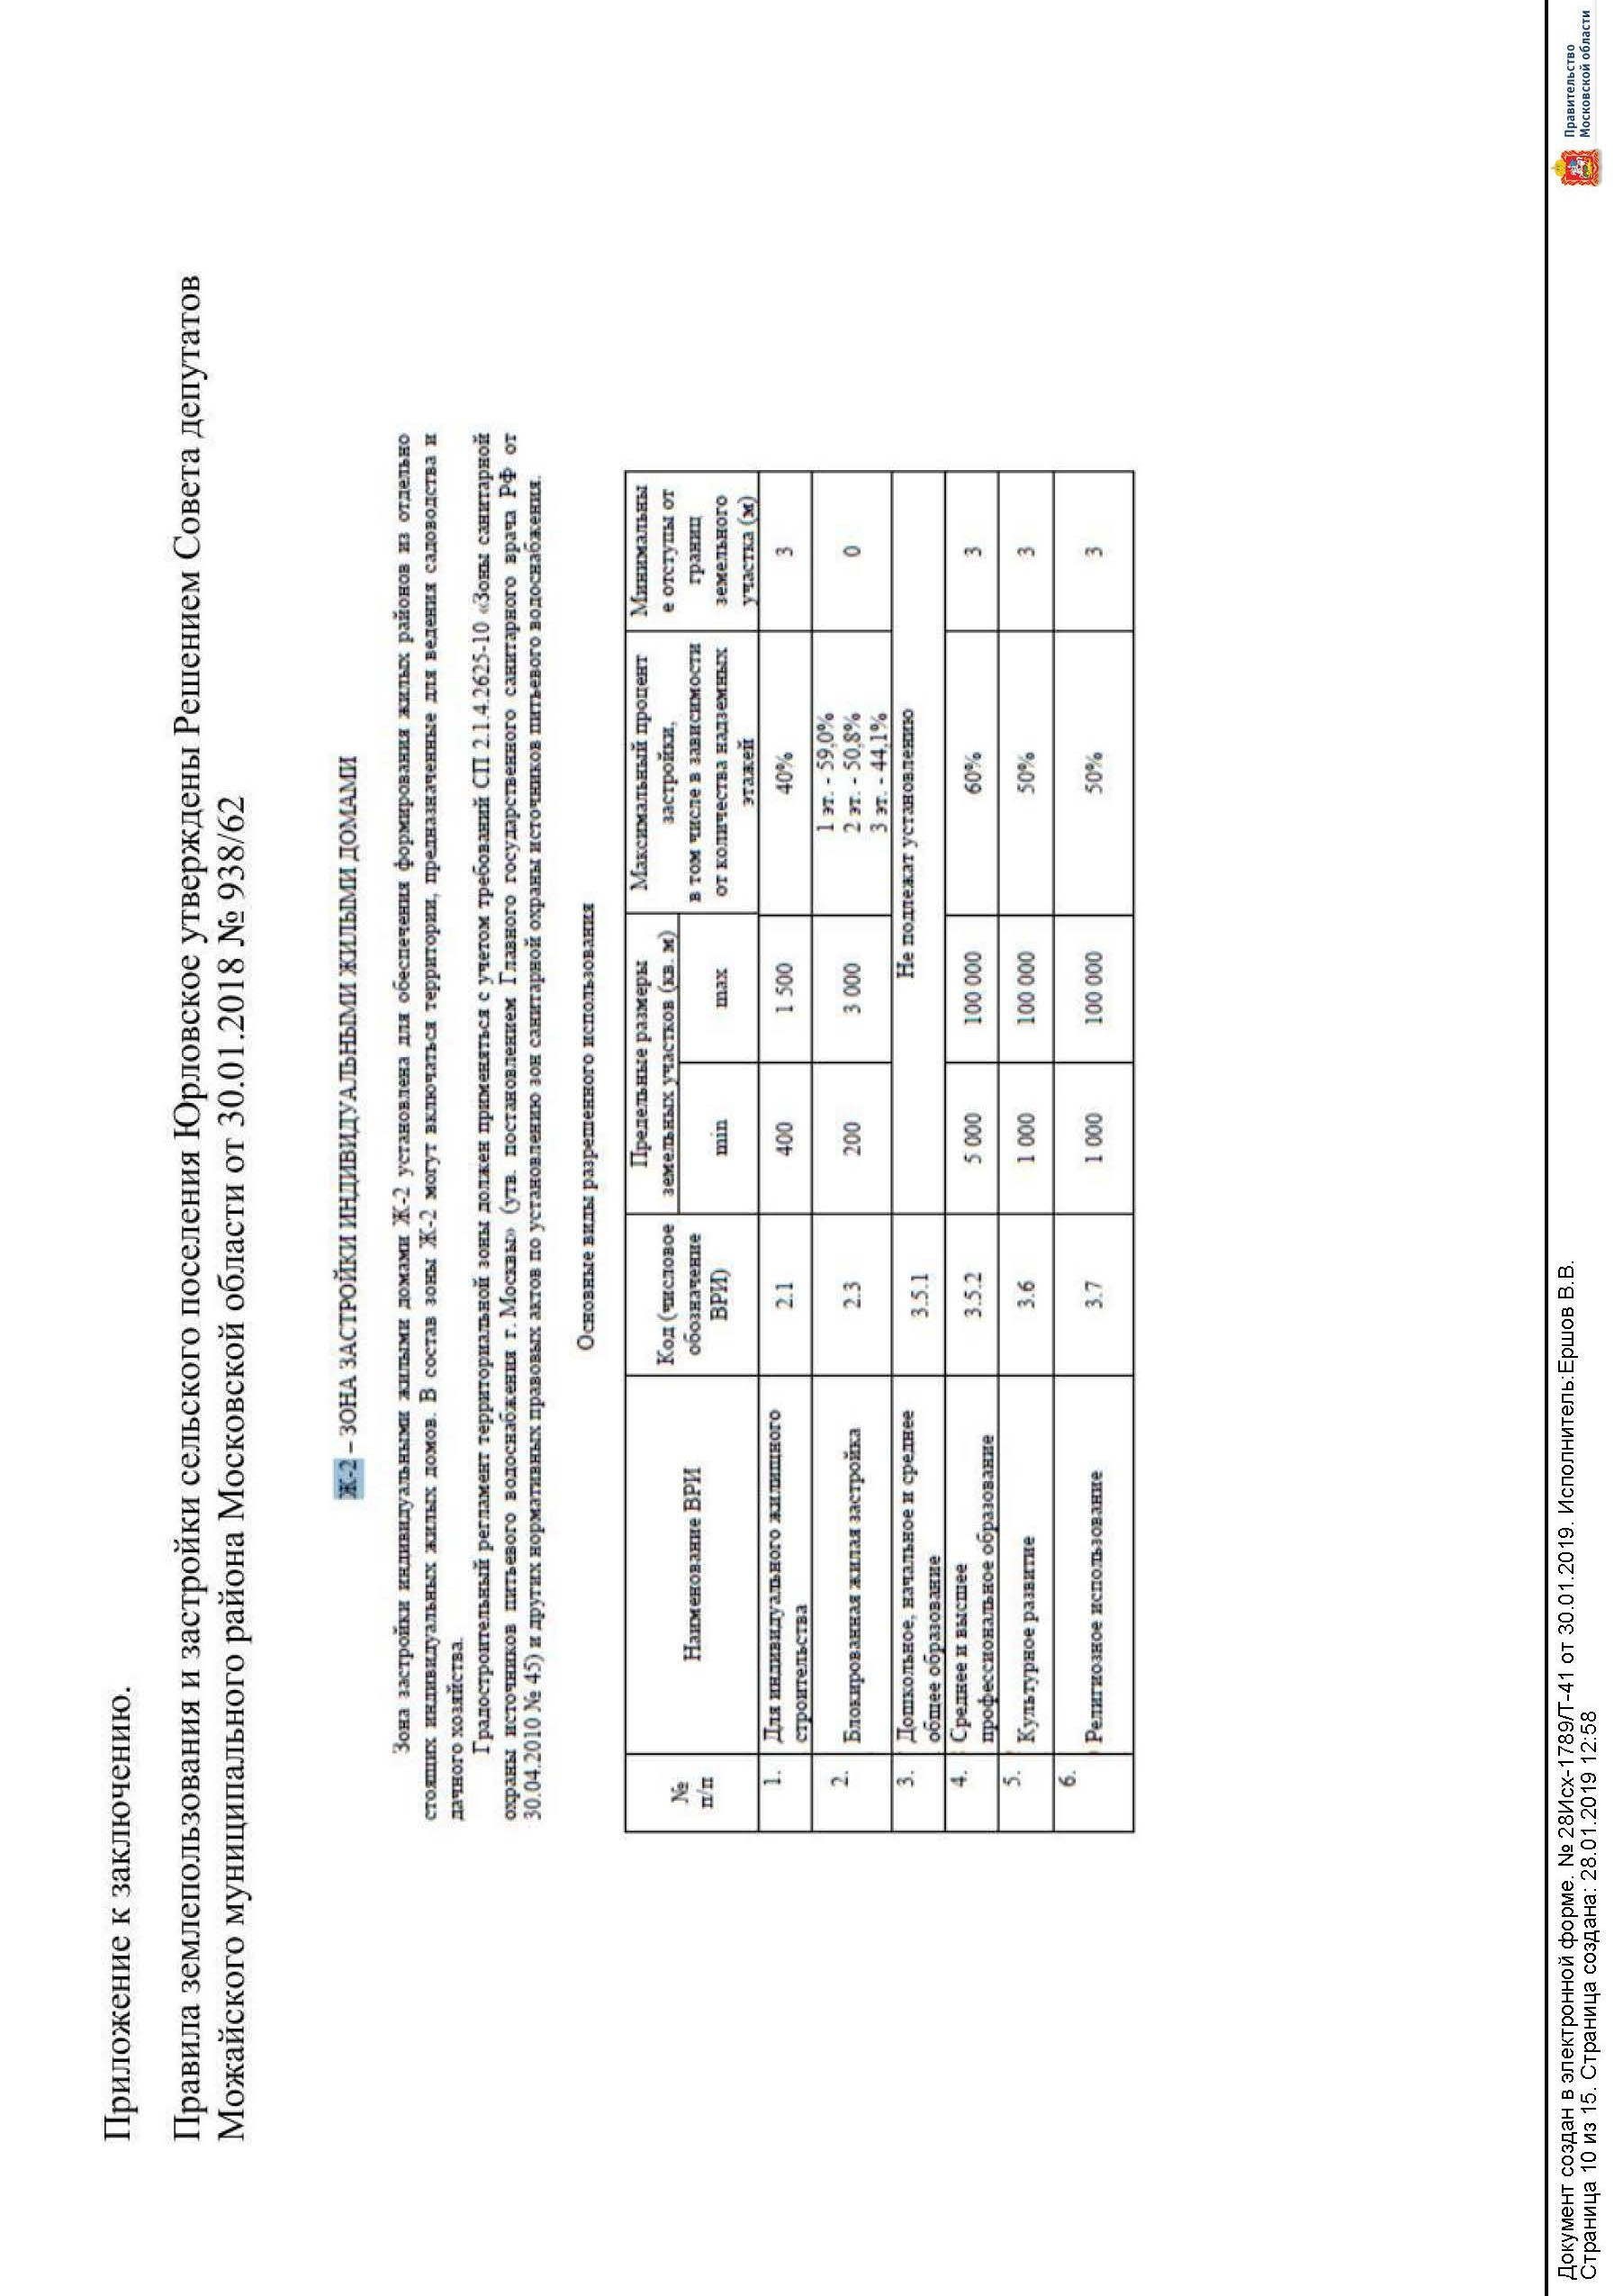 Приложение к заключению.
Правила землепользования и застройки сельского поселения Юрловское утверждены Решением Совета депутатов
Можайского муниципального района Московской области от 30.01.2018 № 938/62
Ж-2 – ЗОНА ЗАСТРОЙКИ ИНДИВИДУАЛЬНЫМИ ЖИЛЫМИ ДОМАМИ
Зона застройки индивидуальными жилыми домами Ж-2 установлена для обеспечения формирования жилых районов из отдельно
стоящих индивидуальных жилых домов. В состав зоны Ж-2 могут включаться территории, предназначенные для ведения садоводства и
дачного хозяйства.
Градостроительный регламент территориальной зоны должен применяться с учетом требований СП 2.1.4.2625-10 «Зоны санитарной
охраны источников питьевого водоснабжения г. Москвы» (утв. постановлением Главного государственного санитарного врача РФ от
30.04.2010 № 45) и других нормативных правовых актов по установлению зон санитарной охраны источников питьевого водоснабжения.
Основные виды разрешенного использования
№
п/п
Наименование ВРИ
Код (числовое
обозначение
ВРИ)
Предельные размеры
земельных участков (кв. м)
min
max
Максимальный процент
застройки,
в том числе в зависимости
от количества надземных
этажей
Минимальны
е отступы от
границ
земельного
участка (м)
1. Для индивидуального жилищного
строительства
2.1 400 1 500 40% 3
2. Блокированная жилая застройка 2.3 200 3 000
1 эт. - 59,0%
2 эт. - 50,8%
3 эт. - 44,1%
0
3. Дошкольное, начальное и среднее
общее образование
3.5.1 Не подлежат установлению
4. Среднее и высшее
профессиональное образование
3.5.2 5 000 100 000 60% 3
5. Культурное развитие 3.6 1 000 100 000 50% 3
6. Религиозное использование 3.7 1 000 100 000 50% 3
Документ создан в электронной форме. № 28Исх-1789/Т-41 от 30.01.2019. Исполнитель:Ершов В.В.
Страница 10 из 15. Страница создана: 28.01.2019 12:58
Правительство
Московской области